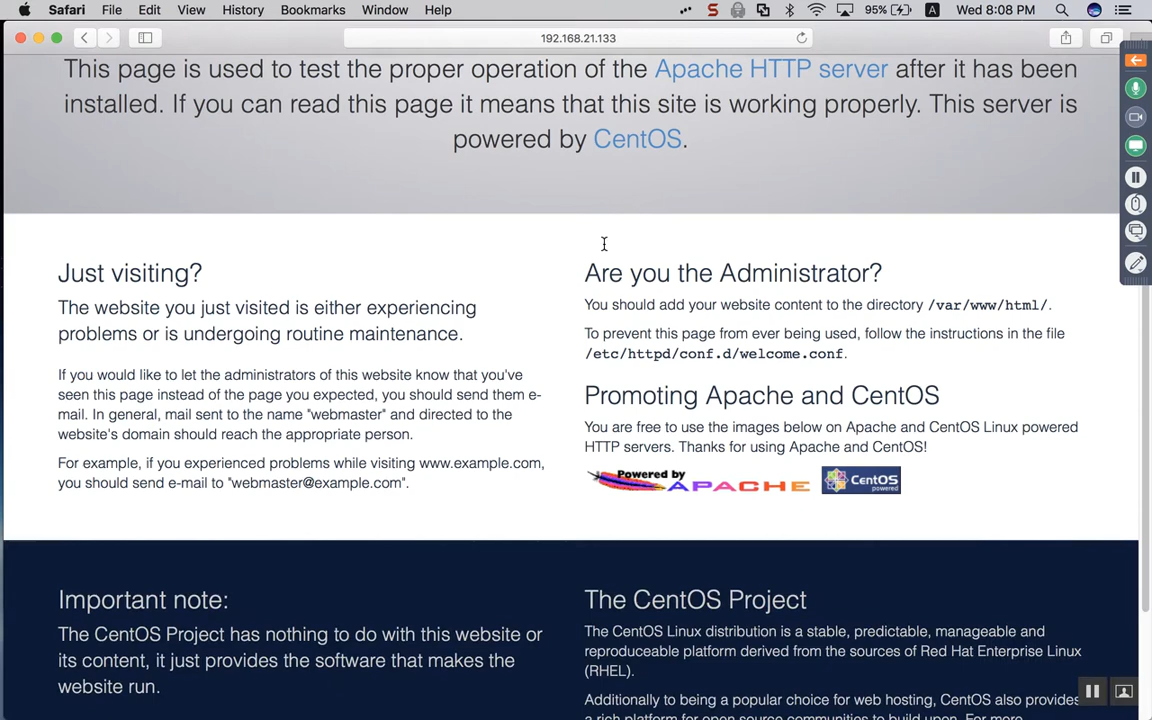 Safari File Edit View History Bookmarks Window Help 95% A Wed 8:08 PM
192.168.21.133
This page is used to test the proper operation of the Apache HTTP server after it has been
installed. If you can read this page it means that this site is working properly. This server is
powered by CentOS.
Just visiting?
The website you just visited is either experiencing
problems or is undergoing routine maintenance.
If you would like to let the administrators of this website know that you've
seen this page instead of the page you expected, you should send them e-
mail. In general, mail sent to the name "webmaster" and directed to the
website's domain should reach the appropriate person.
For example, if you experienced problems while visiting www.example.com,
you should send e-mail to "webmaster@example.com".
Are you the Administrator?
You should add your website content to the directory /var/www/html/.
To prevent this page from ever being used, follow the instructions in the file
/etc/httpd/conf.d/welcome.conf.
Promoting Apache and CentOS
You are free to use the images below on Apache and CentOS Linux powered
HTTP servers. Thanks for using Apache and CentOS!
Powered by
APACHE
CentOS
powered
Important note:
The CentOS Project has nothing to do with this website or
its content, it just provides the software that makes the
website run.
The CentOS Project
The CentOS Linux distribution is a stable, predictable, manageable and
reproduceable platform derived from the sources of Red Hat Enterprise Linux
(RHEL).
Additionally to being a popular choice for web hosting, CentOS also provides
a rich platform for open source communities to build upon. For more